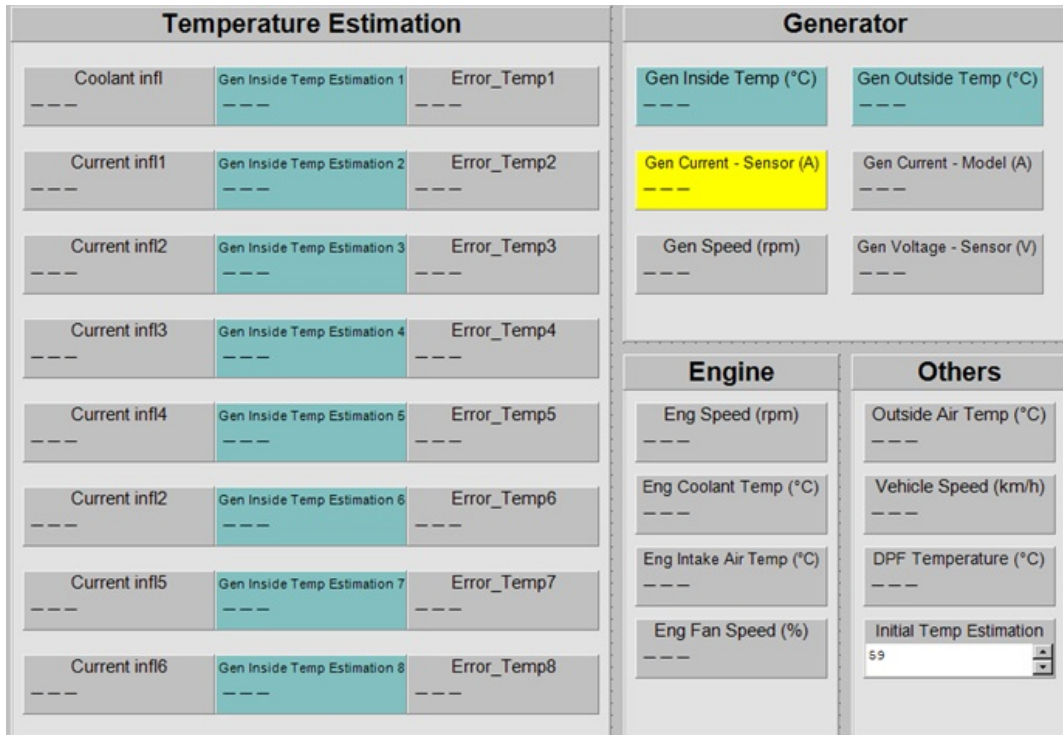 Temperature Estimation
Coolant infl
Gen Inside Temp Estimation 1
Error_Temp1
---
---
---
Current infl1
Gen Inside Temp Estimation 2
Error_Temp2
---
---
---
Current infl2
Gen Inside Temp Estimation 3
Error_Temp3
---
---
---
Current infl3
Gen Inside Temp Estimation 4
Error_Temp4
---
---
---
Current infl4
Gen Inside Temp Estimation 5
Error_Temp5
---
---
---
Current infl2
Gen Inside Temp Estimation 6
Error_Temp6
---
---
---
Current infl5
Gen Inside Temp Estimation 7
Error_Temp7
---
---
---
Current infl6
Gen Inside Temp Estimation 8
Error_Temp8
---
---
---
Generator
Gen Inside Temp (°C)
Gen Outside Temp (°C)
---
---
Gen Current - Sensor (A)
Gen Current - Model (A)
---
---
Gen Speed (rpm)
Gen Voltage - Sensor (V)
---
---
Engine
Eng Speed (rpm)
---
Eng Coolant Temp (°C)
---
Eng Intake Air Temp (°C)
---
Eng Fan Speed (%)
---
Others
Outside Air Temp (°C)
---
Vehicle Speed (km/h)
---
DPF Temperature (°C)
---
Initial Temp Estimation
59